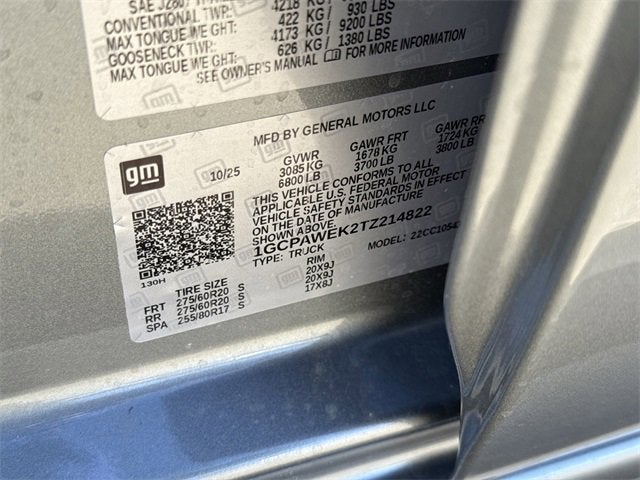 SAE J2807
4218 KG / 930 LBS
CONVENTIONAL TWR:
MAX TONGUE WEIGHT: 422 KG / 9200 LBS
GOOSENECK TWR: 4173 KG / 1380 LBS
MAX TONGUE WEIGHT: 626 KG /
SEE OWNER'S MANUAL FOR MORE INFORMATION
MFD BY GENERAL MOTORS LLC
gm 10/25
GVWR GAWR FRT GAWR RR
3085 KG 1678 KG 1724 KG
6800 LB 3700 LB 3800 LB
THIS VEHICLE CONFORMS TO ALL
APPLICABLE U.S. FEDERAL MOTOR
VEHICLE SAFETY STANDARDS IN EFFECT
ON THE DATE OF MANUFACTURE
SHOWN ABOVE.
1GCPAWEK2TZ214822
TYPE: TRUCK MODEL: 22CC1054
130H
TIRE SIZE RIM
FRT 275/60R20 S 20X9J
RR 275/60R20 S 20X9J
SPA 255/80R17 S 17X8J